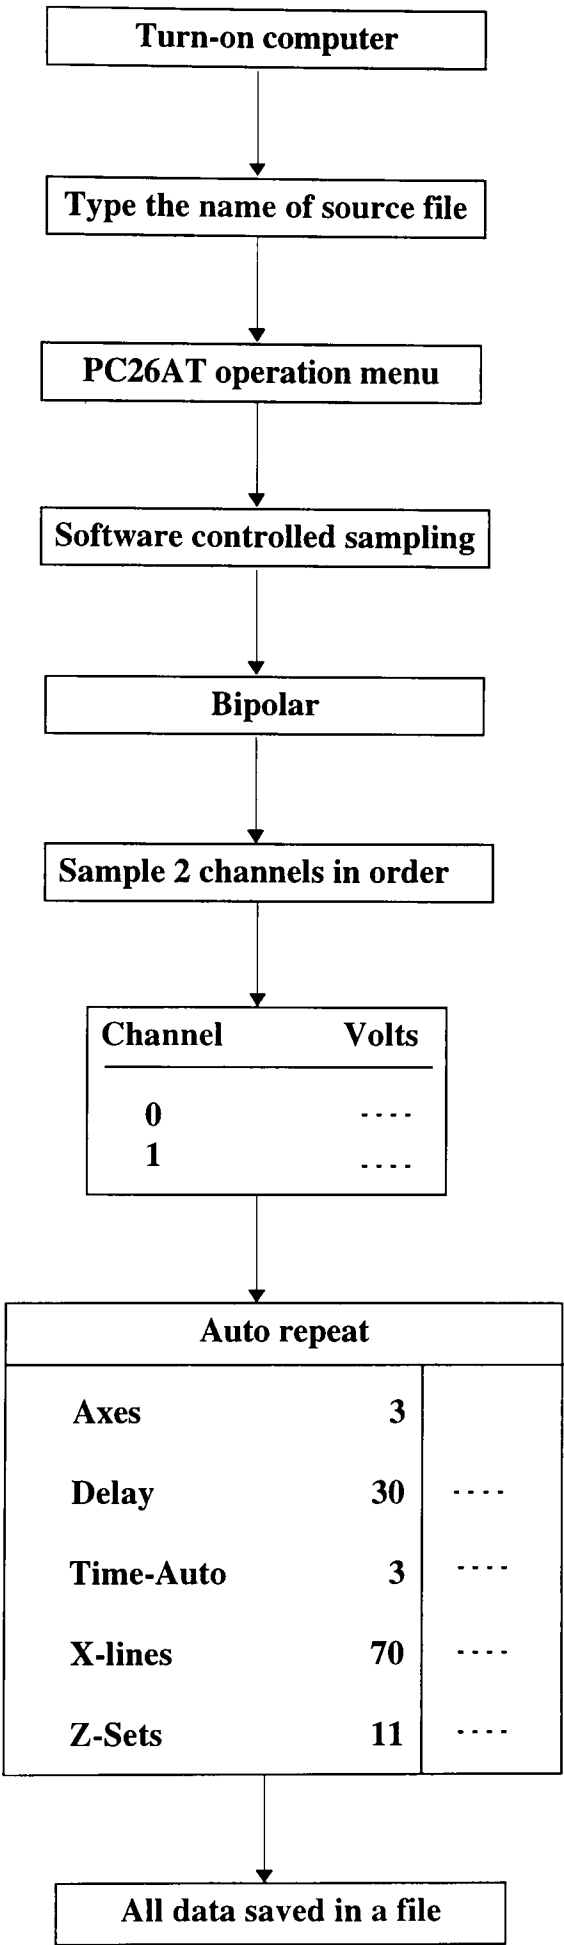 Turn-on computer
Type the name of source file
PC26AT operation menu
Software controlled sampling
Bipolar
Sample 2 channels in order
Channel Volts
0 ----
1 ----
Auto repeat
Axes 3
Delay 30 ----
Time-Auto 3 ----
X-lines 70 ----
Z-Sets 11 ----
All data saved in a file